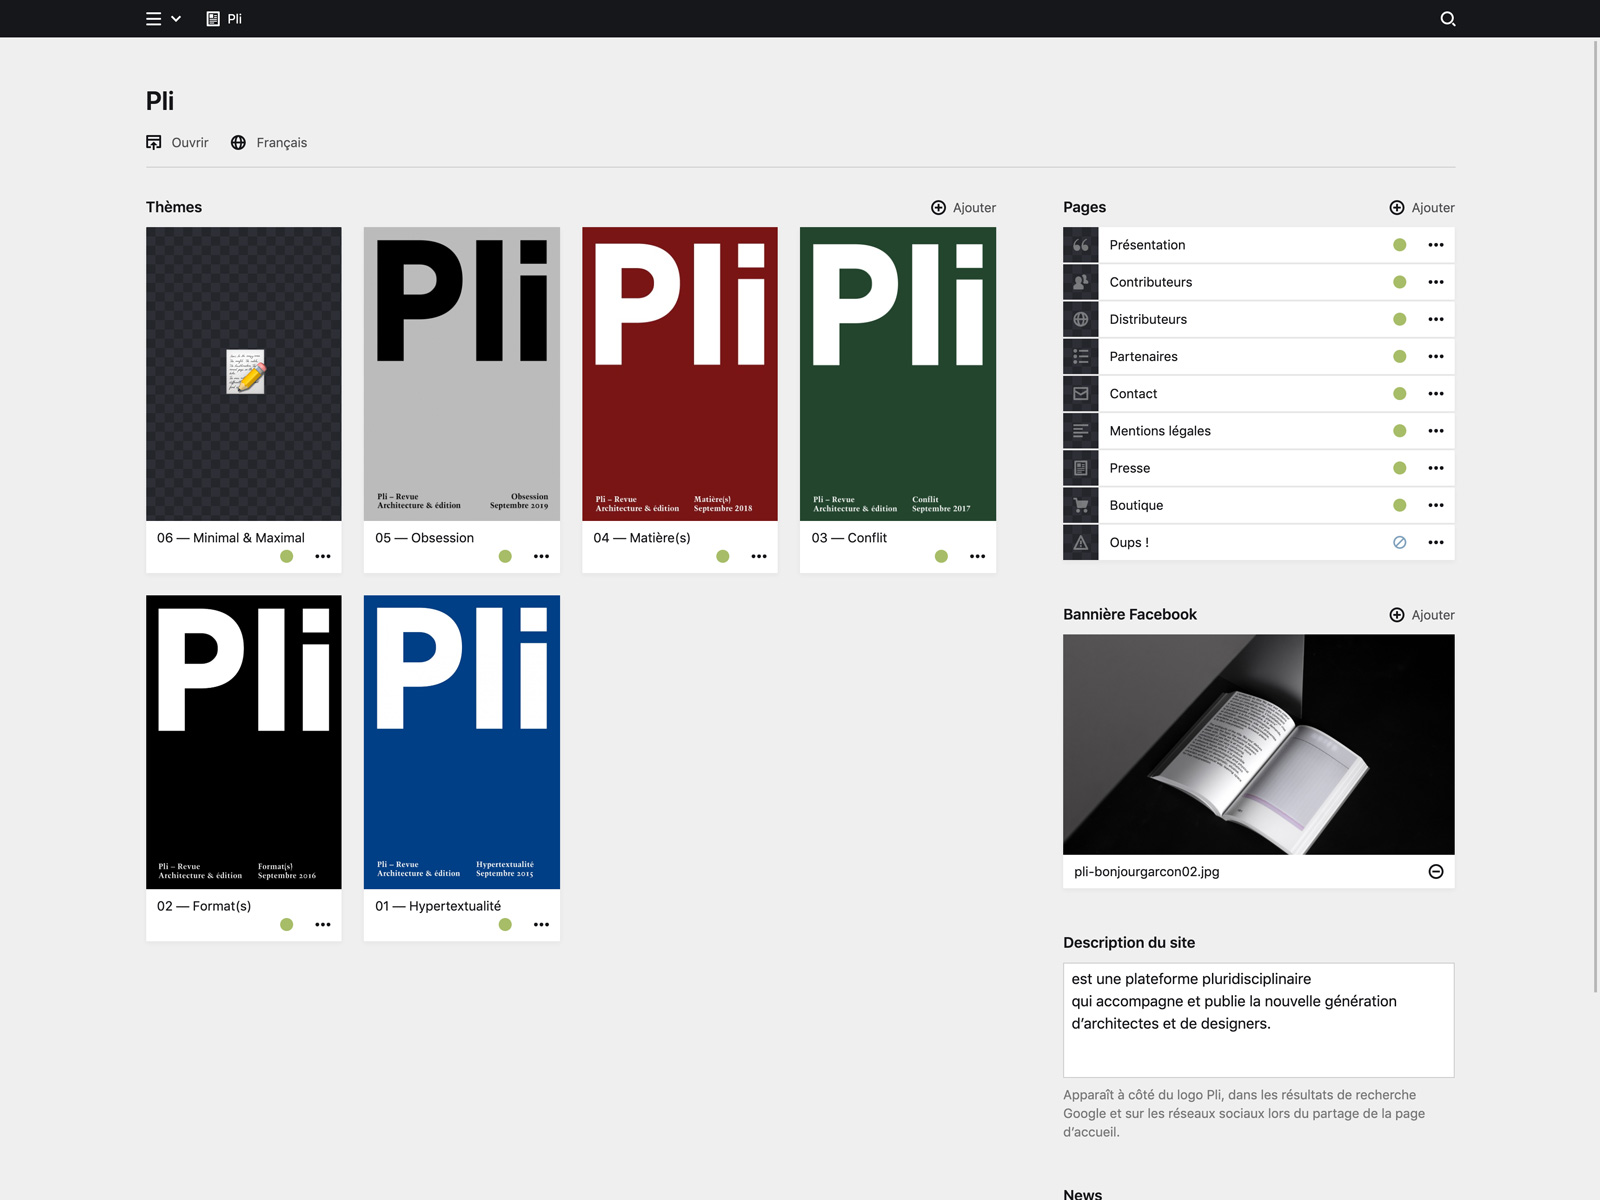 Pli
Pli
Ouvrir
Français
Thèmes
Ajouter
Pli
Pli – Revue
Architecture & édition
Obsession
Septembre 2019
Pli
Pli – Revue
Architecture & édition
Matière(s)
Septembre 2018
Pli
Pli – Revue
Architecture & édition
Conflit
Septembre 2017
06 — Minimal & Maximal
05 — Obsession
04 — Matière(s)
03 — Conflit
Pli
Pli – Revue
Architecture & édition
Format(s)
Septembre 2016
Pli
Pli – Revue
Architecture & édition
Hypertextualité
Septembre 2015
02 — Format(s)
01 — Hypertextualité
Pages
Ajouter
Présentation
Contributeurs
Distributeurs
Partenaires
Contact
Mentions légales
Presse
Boutique
Oups !
Bannière Facebook
Ajouter
pli-bonjourgarcon02.jpg
Description du site
est une plateforme pluridisciplinaire
qui accompagne et publie la nouvelle génération
d’architectes et de designers.
Apparaît à côté du logo Pli, dans les résultats de recherche
Google et sur les réseaux sociaux lors du partage de la page
d’accueil.
News